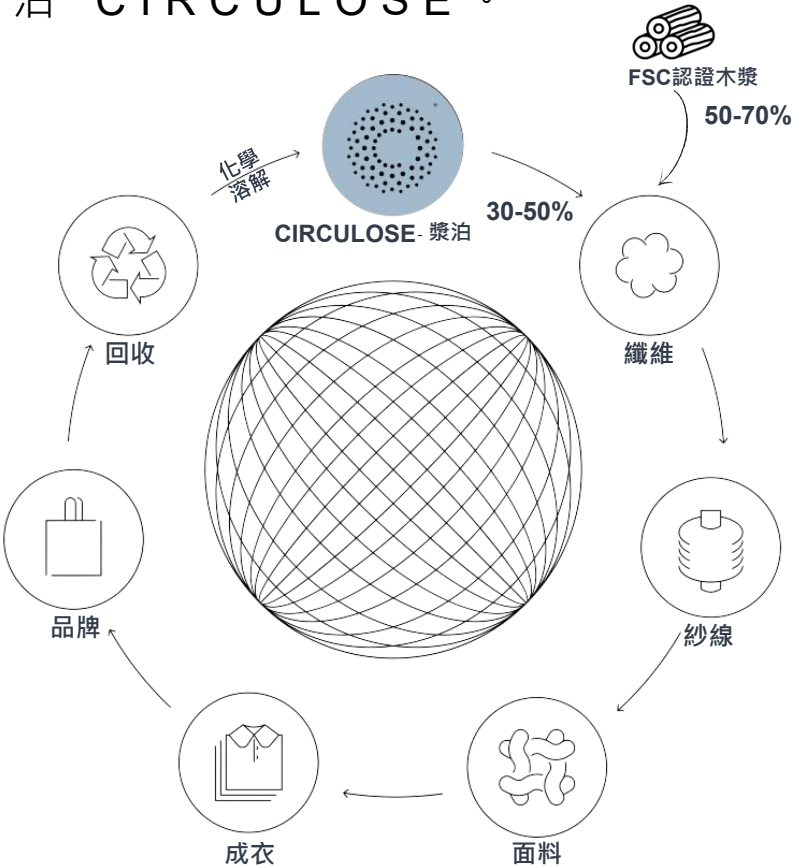 泊 CIRCULOSE。
FSC認證木漿
50-70%
化學
溶解
30-50%
CIRCULOSE- 漿泊
回收
纖維
品牌
紗線
成衣
面料